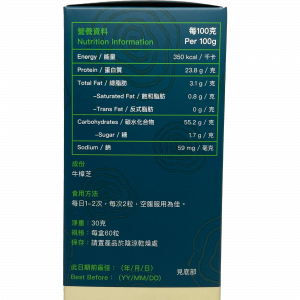 營養資料 每100克
Nutrition Information Per 100g
Energy / 能量 350 kcal / 千卡
Protein / 蛋白質 23.8 g / 克
Total Fat / 總脂肪 3.1 g / 克
–Saturated Fat / 飽和脂肪 0.8 g / 克
–Trans Fat / 反式脂肪 0 g / 克
Carbohydrates / 碳水化合物 55.2 g / 克
–Sugar / 糖 1.7 g / 克
Sodium / 鈉 59 mg / 毫克
成份
牛樟芝
食用方法
每日1~2次，每次2粒，空腹服用為佳。
淨重：30克
規格：每盒60粒
保存：請置產品於陰涼乾燥處
此日期前最佳：（年/月/日） 見底部
Best Before：（YY/MM/DD）